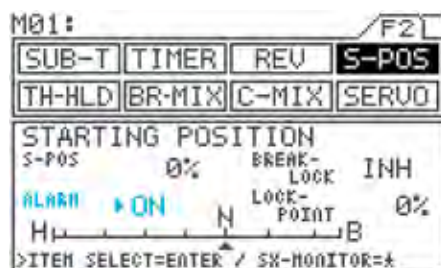 M01: F2
SUB-T TIMER REV S-POS
TH-HLD BR-MIX C-MIX SERVO
STARTING POSITION
S-POS 0% BREAK-LOCK INH
ALARM ▸ON LOCK-POINT 0%
N
H B
>ITEM SELECT=ENTER / SX-MONITOR=*